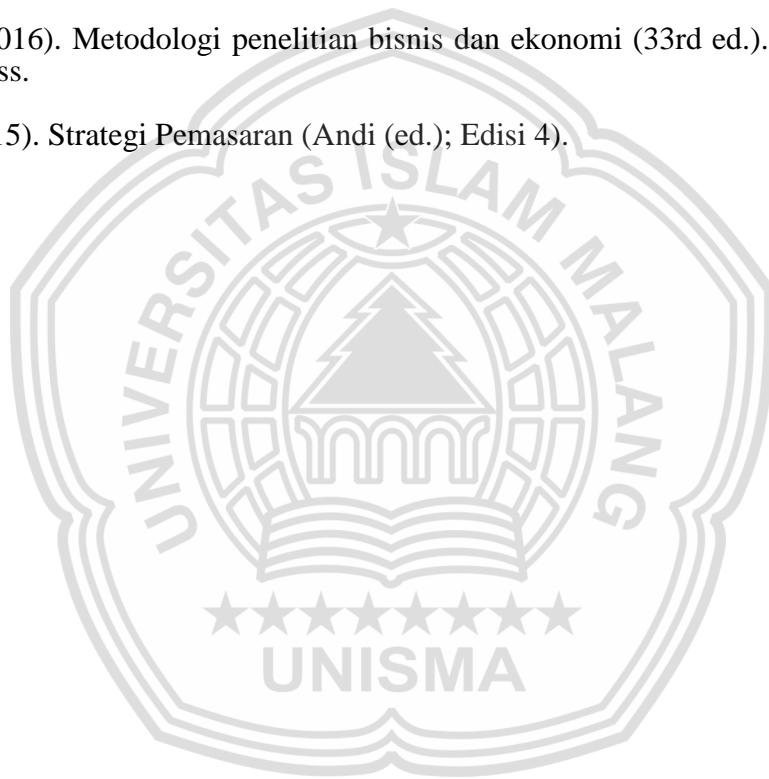 016). Metodologi penelitian bisnis dan ekonomi (33rd ed.).
ss.
15). Strategi Pemasaran (Andi (ed.); Edisi 4).
UNIVERSITAS ISLAM MALANG
UNISMA